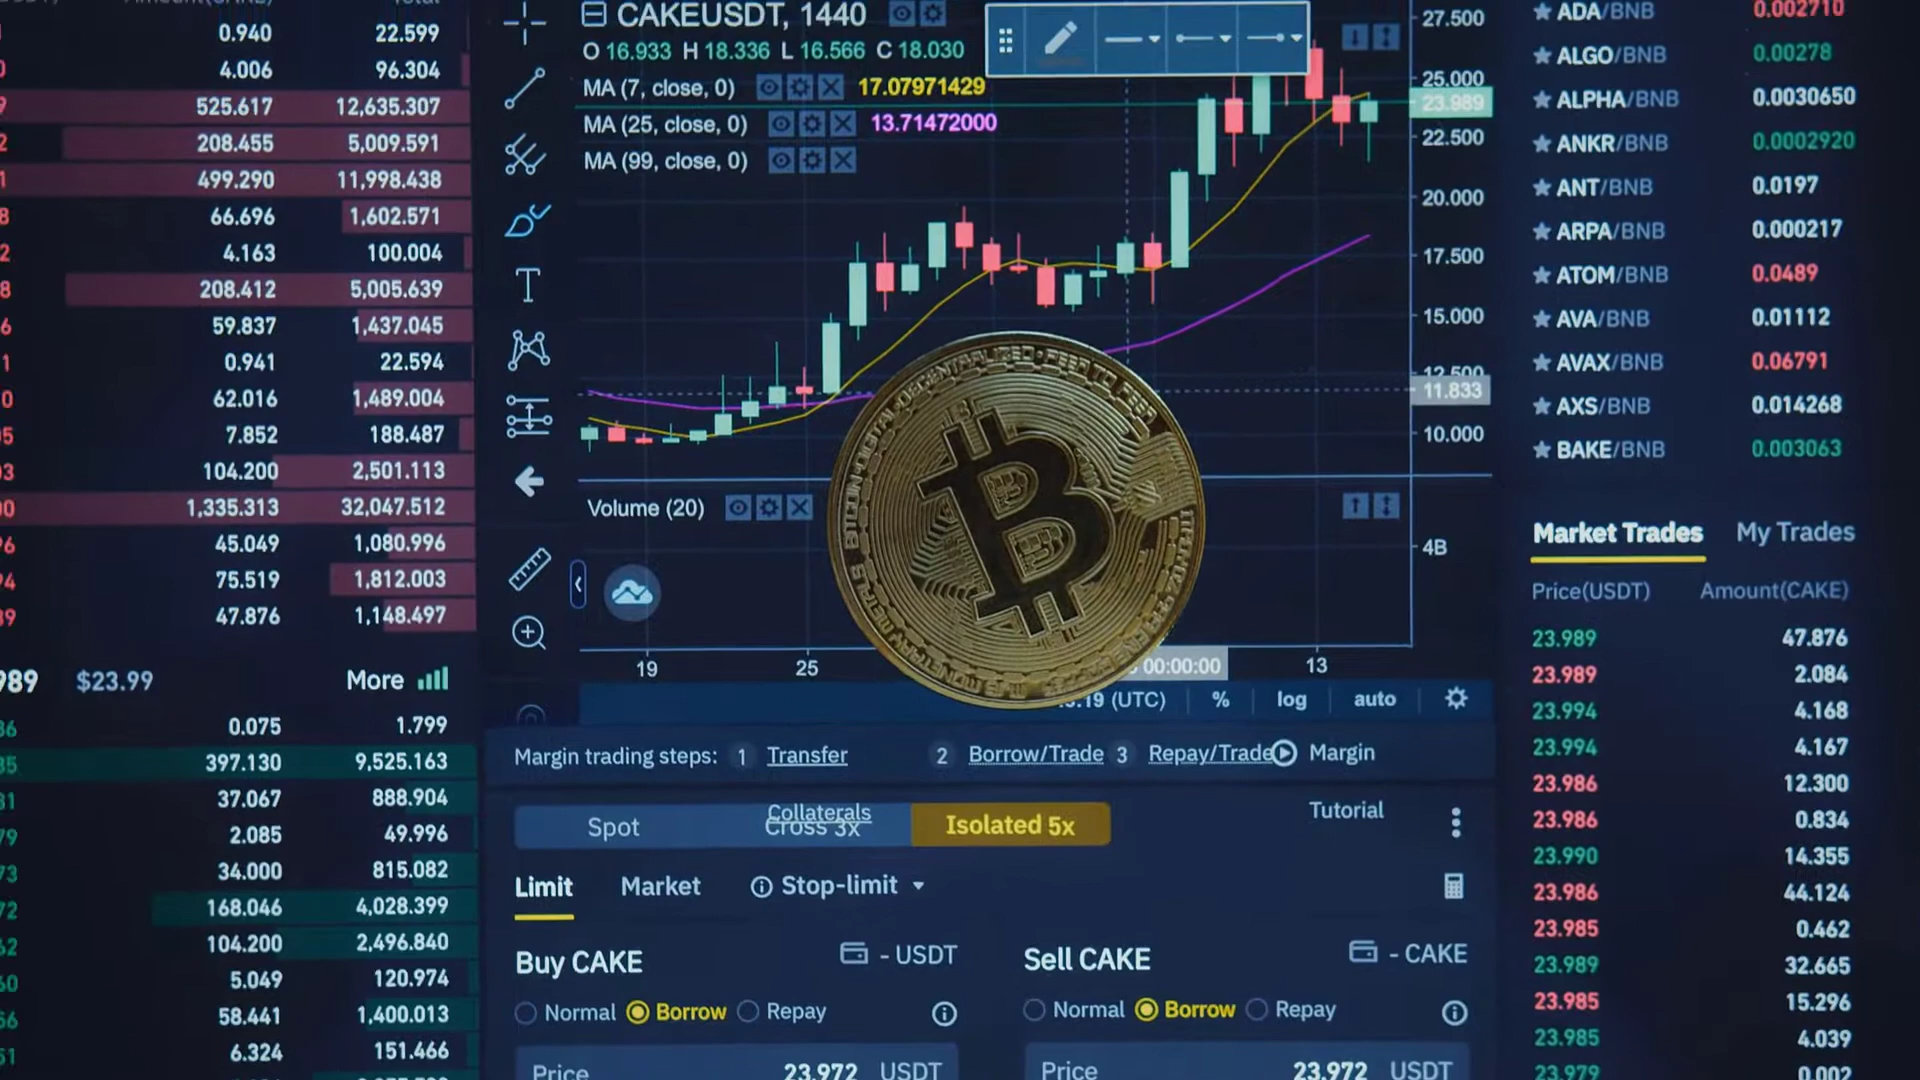 0.940 22.599
4.006 96.304
525.617 12,635.307
208.455 5,009.591
499.290 11,998.438
66.696 1,602.571
4.163 100.004
208.412 5,005.639
59.837 1,437.045
0.941 22.594
62.016 1,489.004
7.852 188.487
104.200 2,501.113
1,335.313 32,047.512
45.049 1,080.996
75.519 1,812.003
47.876 1,148.497
989 $23.99 More
0.075 1.799
397.130 9,525.163
37.067 888.904
2.085 49.996
34.000 815.082
168.046 4,028.399
104.200 2,496.840
5.049 120.974
58.441 1,400.013
6.324 151.466
CAKEUSDT, 1440
O 16.933 H 18.336 L 16.566 C 18.030
MA (7, close, 0) 17.07971429
MA (25, close, 0) 13.71472000
MA (99, close, 0)
27.500
25.000
23.989
22.500
20.000
17.500
15.000
12.500
11.833
10.000
Volume (20)
4B
19 25 00:00:00 13
19 (UTC) % log auto
Margin trading steps: 1 Transfer 2 Borrow/Trade 3 Repay/Trade Margin
Collaterals
Tutorial
Spot Cross 3x Isolated 5x
Limit Market Stop-limit
Buy CAKE - USDT
Normal Borrow Repay
Price 23.972 USDT
Sell CAKE - CAKE
Normal Borrow Repay
Price 23.972 USDT
ADA/BNB 0.002710
ALGO/BNB 0.00278
ALPHA/BNB 0.0030650
ANKR/BNB 0.0002920
ANT/BNB 0.0197
ARPA/BNB 0.000217
ATOM/BNB 0.0489
AVA/BNB 0.01112
AVAX/BNB 0.06791
AXS/BNB 0.014268
BAKE/BNB 0.003063
Market Trades My Trades
Price(USDT) Amount(CAKE)
23.989 47.876
23.989 2.084
23.994 4.168
23.994 4.167
23.986 12.300
23.986 0.834
23.990 14.355
23.986 44.124
23.985 0.462
23.989 32.665
23.985 15.296
23.985 4.039
23.979 0.002
DECENTRALIZED PEER TO PEER